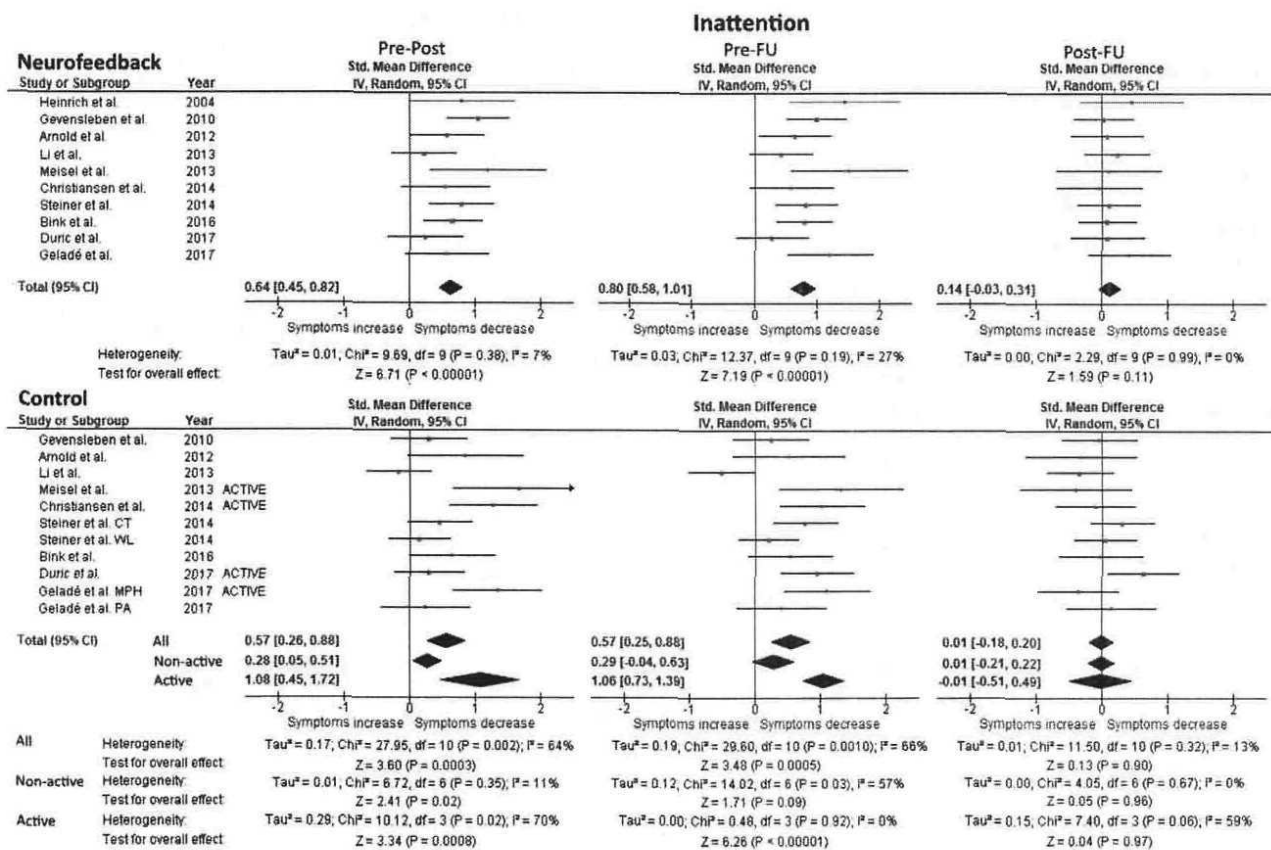 Inattention
Neurofeedback Pre-Post Pre-FU Post-FU
Std. Mean Difference Std. Mean Difference Std. Mean Difference
Study or Subgroup Year IV, Random, 95% CI IV, Random, 95% CI IV, Random, 95% CI
Heinrich et al. 2004
Gevensleben et al. 2010
Arnold et al. 2012
Li et al. 2013
Meisel et al. 2013
Christiansen et al. 2014
Steiner et al. 2014
Bink et al. 2016
Duric et al. 2017
Geladé et al. 2017
Total (95% CI) 0.64 [0.45, 0.82] 0.80 [0.58, 1.01] 0.14 [-0.03, 0.31]
-2 -1 0 1 2 -2 -1 0 1 2 -2 -1 0 1 2
Symptoms increase Symptoms decrease Symptoms increase Symptoms decrease Symptoms increase Symptoms decrease
Heterogeneity: Tau² = 0.01; Chi² = 9.69, df = 9 (P = 0.38); I² = 7% Tau² = 0.03; Chi² = 12.37, df = 9 (P = 0.19); I² = 27% Tau² = 0.00; Chi² = 2.29, df = 9 (P = 0.99); I² = 0%
Test for overall effect: Z = 6.71 (P < 0.00001) Z = 7.19 (P < 0.00001) Z = 1.59 (P = 0.11)
Control
Std. Mean Difference Std. Mean Difference Std. Mean Difference
Study or Subgroup Year IV, Random, 95% CI IV, Random, 95% CI IV, Random, 95% CI
Gevensleben et al. 2010
Arnold et al. 2012
Li et al. 2013
Meisel et al. 2013 ACTIVE
Christiansen et al. 2014 ACTIVE
Steiner et al. CT 2014
Steiner et al. WL 2014
Bink et al. 2016
Duric et al. 2017 ACTIVE
Geladé et al. MPH 2017 ACTIVE
Geladé et al. PA 2017
Total (95% CI) All 0.57 [0.26, 0.88] 0.57 [0.25, 0.88] 0.01 [-0.18, 0.20]
Non-active 0.28 [0.05, 0.51] 0.29 [-0.04, 0.63] 0.01 [-0.21, 0.22]
Active 1.08 [0.45, 1.72] 1.06 [0.73, 1.39] -0.01 [-0.51, 0.49]
-2 -1 0 1 2 -2 -1 0 1 2 -2 -1 0 1 2
Symptoms increase Symptoms decrease Symptoms increase Symptoms decrease Symptoms increase Symptoms decrease
All Heterogeneity: Tau² = 0.17; Chi² = 27.95, df = 10 (P = 0.002); I² = 64% Tau² = 0.19, Chi² = 29.60, df = 10 (P = 0.0010); I² = 66% Tau² = 0.01; Chi² = 11.50, df = 10 (P = 0.32); I² = 13%
Test for overall effect: Z = 3.60 (P = 0.0003) Z = 3.48 (P = 0.0005) Z = 0.13 (P = 0.90)
Non-active Heterogeneity: Tau² = 0.01; Chi² = 6.72, df = 6 (P = 0.35); I² = 11% Tau² = 0.12; Chi² = 14.02, df = 6 (P = 0.03); I² = 57% Tau² = 0.00; Chi² = 4.05, df = 6 (P = 0.67); I² = 0%
Test for overall effect: Z = 2.41 (P = 0.02) Z = 1.71 (P = 0.09) Z = 0.05 (P = 0.96)
Active Heterogeneity: Tau² = 0.29; Chi² = 10.12, df = 3 (P = 0.02); I² = 70% Tau² = 0.00; Chi² = 0.48, df = 3 (P = 0.92); I² = 0% Tau² = 0.15; Chi² = 7.40, df = 3 (P = 0.06); I² = 59%
Test for overall effect: Z = 3.34 (P = 0.0008) Z = 6.26 (P < 0.00001) Z = 0.04 (P = 0.97)